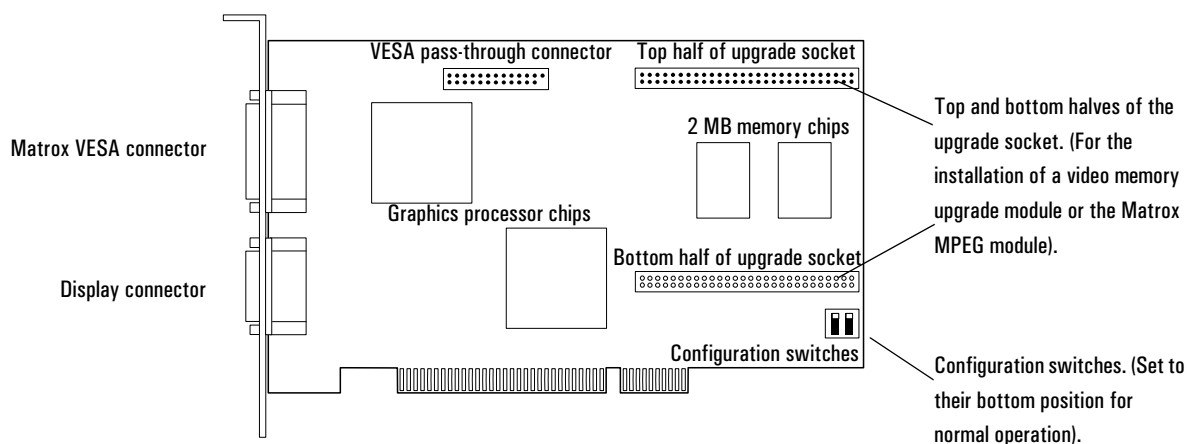 VESA pass-through connector
Top half of upgrade socket
2 MB memory chips
Matrox VESA connector
Graphics processor chips
Bottom half of upgrade socket
Display connector
Configuration switches
Top and bottom halves of the
upgrade socket. (For the
installation of a video memory
upgrade module or the Matrox
MPEG module).
Configuration switches. (Set to
their bottom position for
normal operation).